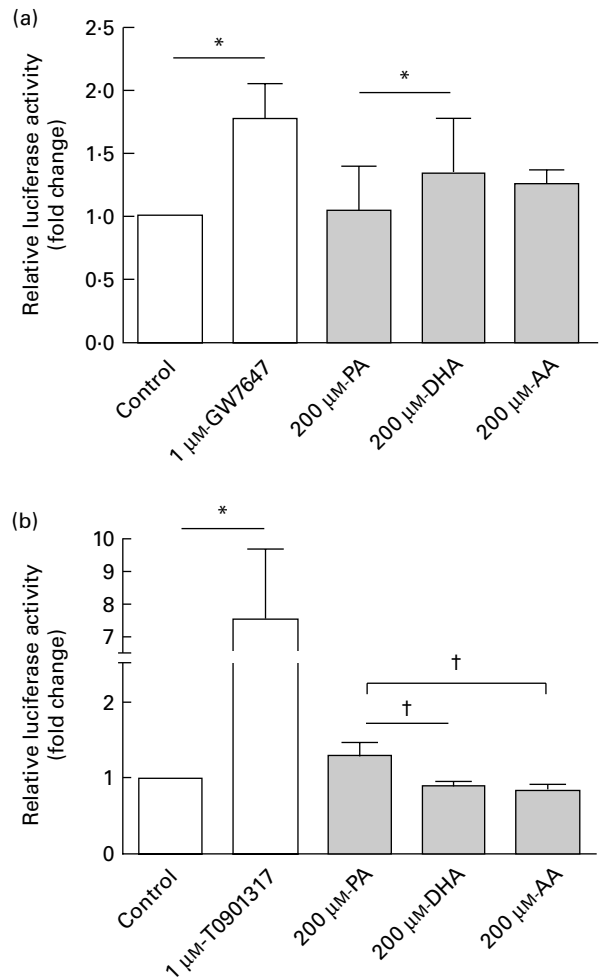 (a)
Relative luciferase activity
(fold change)
2·5
2·0
1·5
1·0
0·5
0·0
*
*
Control
1 μM-GW7647
200 μM-PA
200 μM-DHA
200 μM-AA
(b)
Relative luciferase activity
(fold change)
10
9
8
7
2
1
0
*
†
†
Control
1 μM-T0901317
200 μM-PA
200 μM-DHA
200 μM-AA